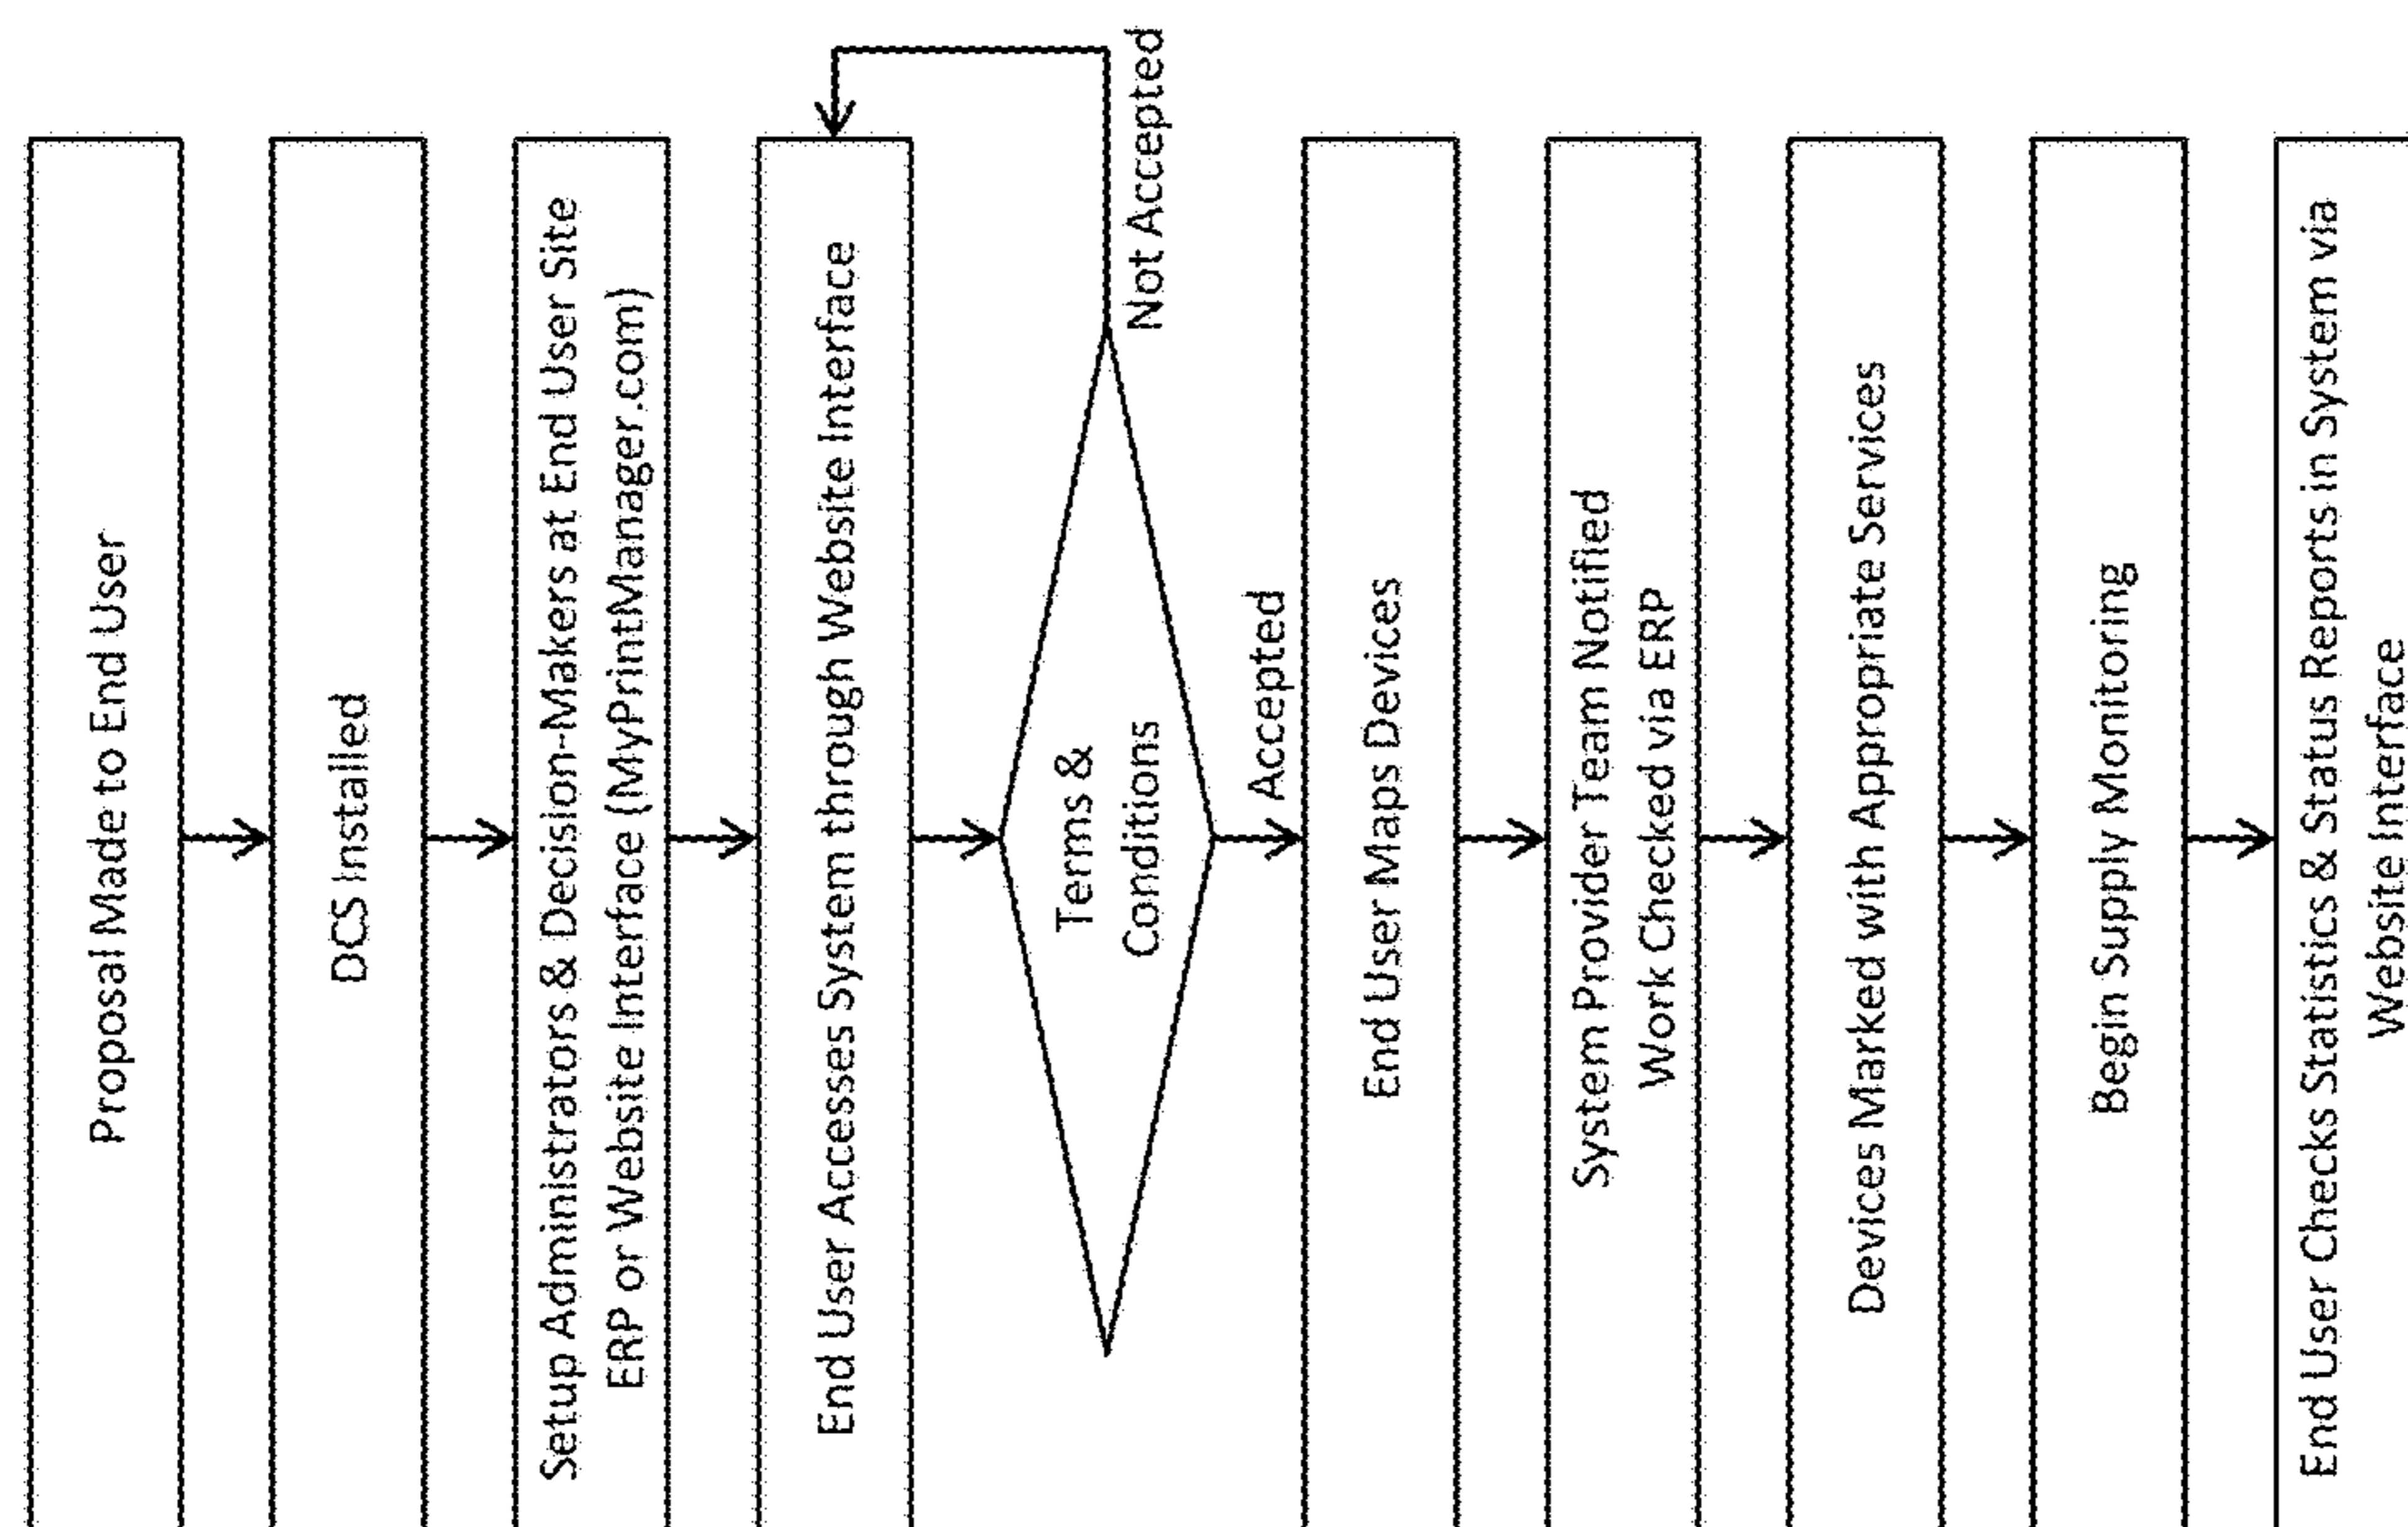 Proposal Made to End User
DCS Installed
Setup Administrators & Decision-Makers at End User Site
ERP or Website Interface (MyPrintManager.com)
End User Accesses System through Website Interface
Terms &
Conditions
Not Accepted
Accepted
End User Maps Devices
System Provider Team Notified
Work Checked via ERP
Devices Marked with Appropriate Services
Begin Supply Monitoring
End User Checks Statistics & Status Reports in System via
Website Interface